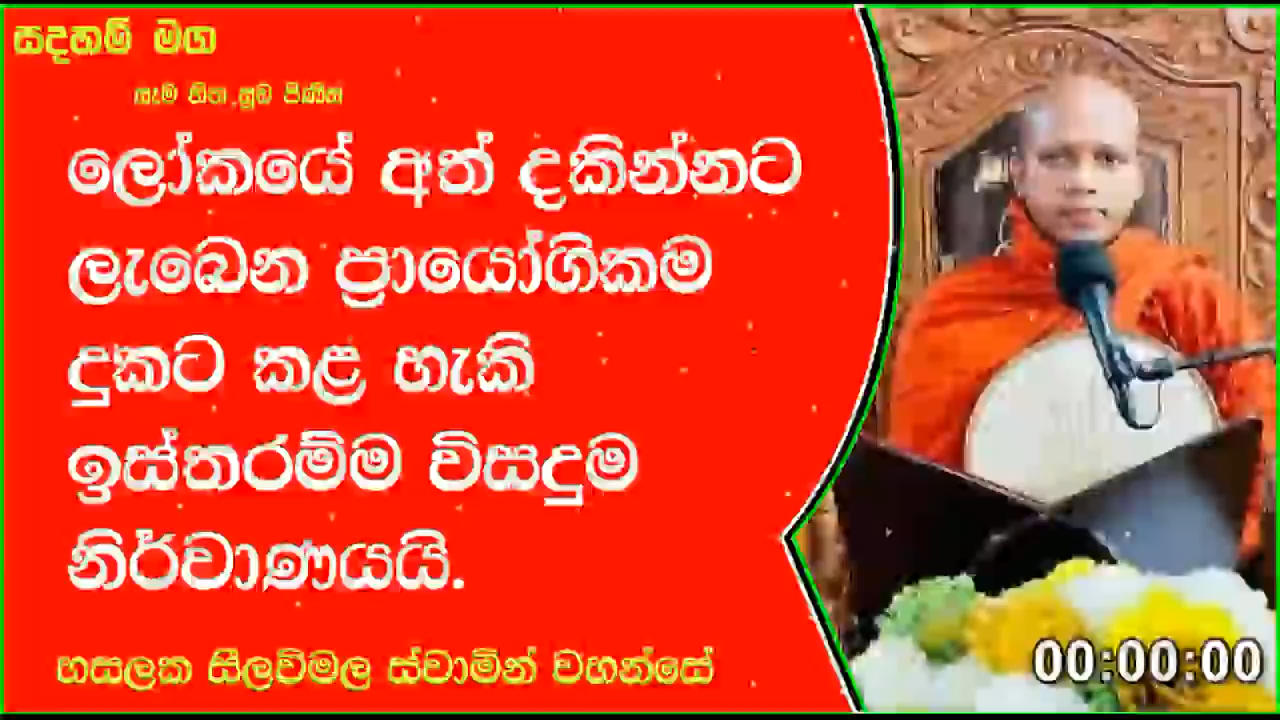 සදහම් මග
සැම හිත සුව පිණිස
ලෝකයේ අත් දකින්නට
ලැබෙන ප්‍රායෝගිකම
දුකට කළ හැකි
ඉස්තරම්ම විසදුම
නිර්වාණයයි.
හසලක සීලවිමල ස්වාමින් වහන්සේ
00:00:00